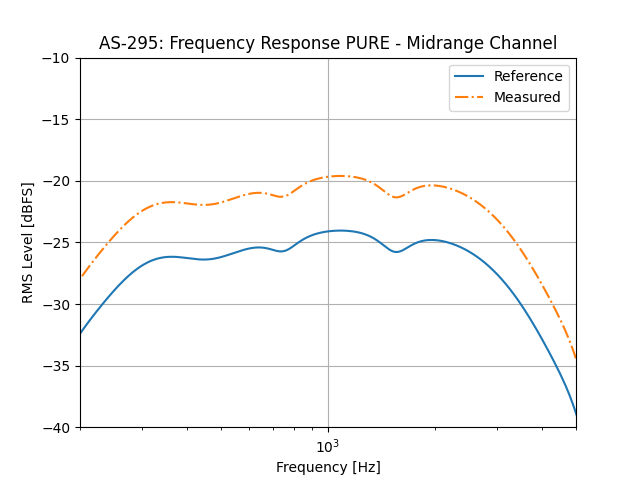 AS-295: Frequency Response PURE - Midrange Channel
Reference
Measured
RMS Level [dBFS]
−10
−15
−20
−25
−30
−35
−40
10³
Frequency [Hz]